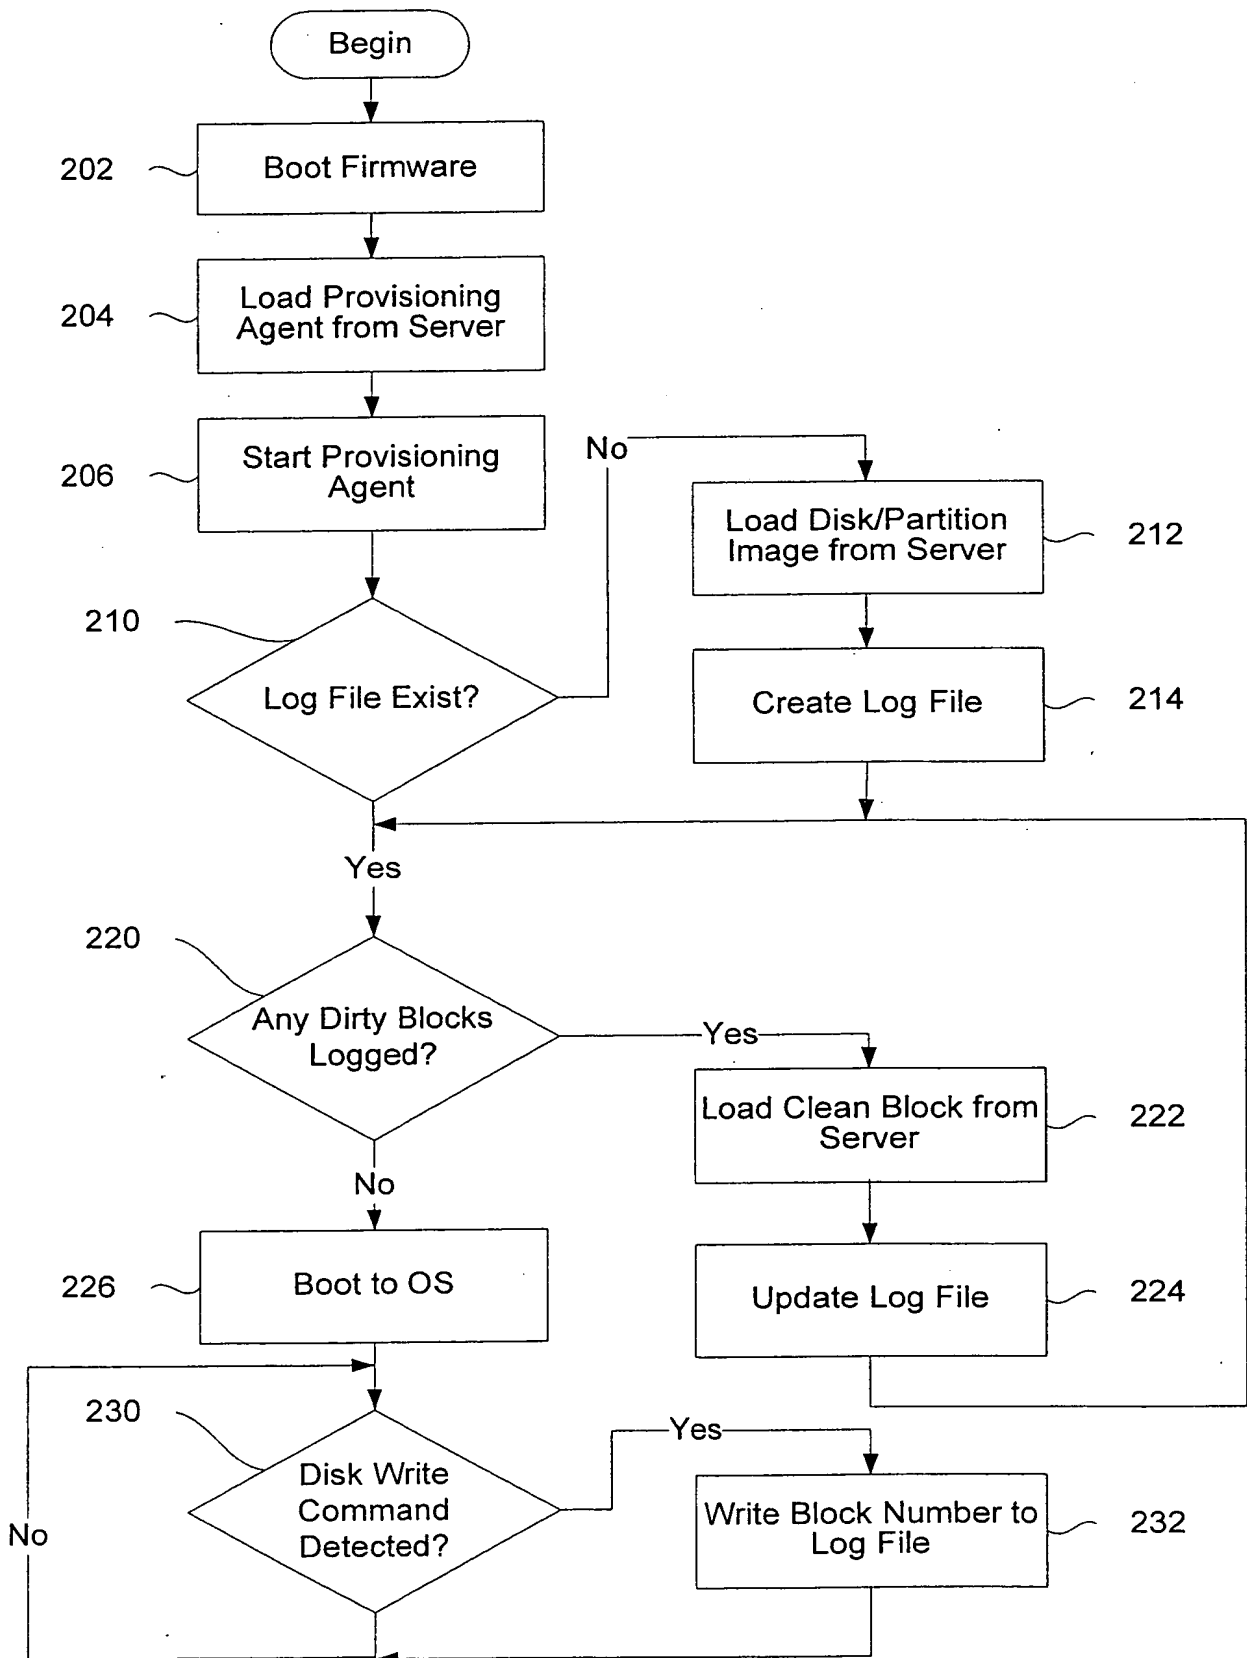 Begin
202
Boot Firmware
204
Load Provisioning
Agent from Server
206
Start Provisioning
Agent
No
Load Disk/Partition
Image from Server
212
210
Log File Exist?
Create Log File
214
Yes
220
Any Dirty Blocks
Logged?
Yes
Load Clean Block from
Server
222
No
226
Boot to OS
Update Log File
224
230
Disk Write
Command
Detected?
Yes
Write Block Number to
Log File
232
No